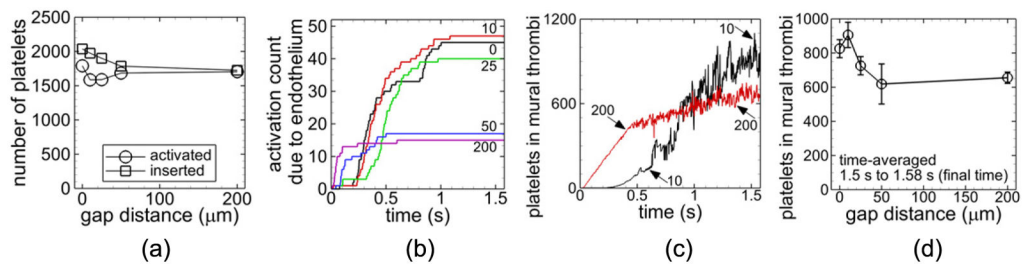 number of platelets
2500
2000
1500
1000
500
0
activated
inserted
0
50
100
150
200
gap distance (μm)
(a)
activation count
due to endothelium
50
40
30
20
10
0
10
0
25
50
200
0.0
0.5
1.0
1.5
time (s)
(b)
platelets in mural thrombi
1200
600
0
10
200
200
10
0
0.5
1
1.5
time (s)
(c)
platelets in mural thrombi
1000
800
600
400
200
0
time-averaged
1.5 s to 1.58 s (final time)
0
50
100
150
200
gap distance (μm)
(d)